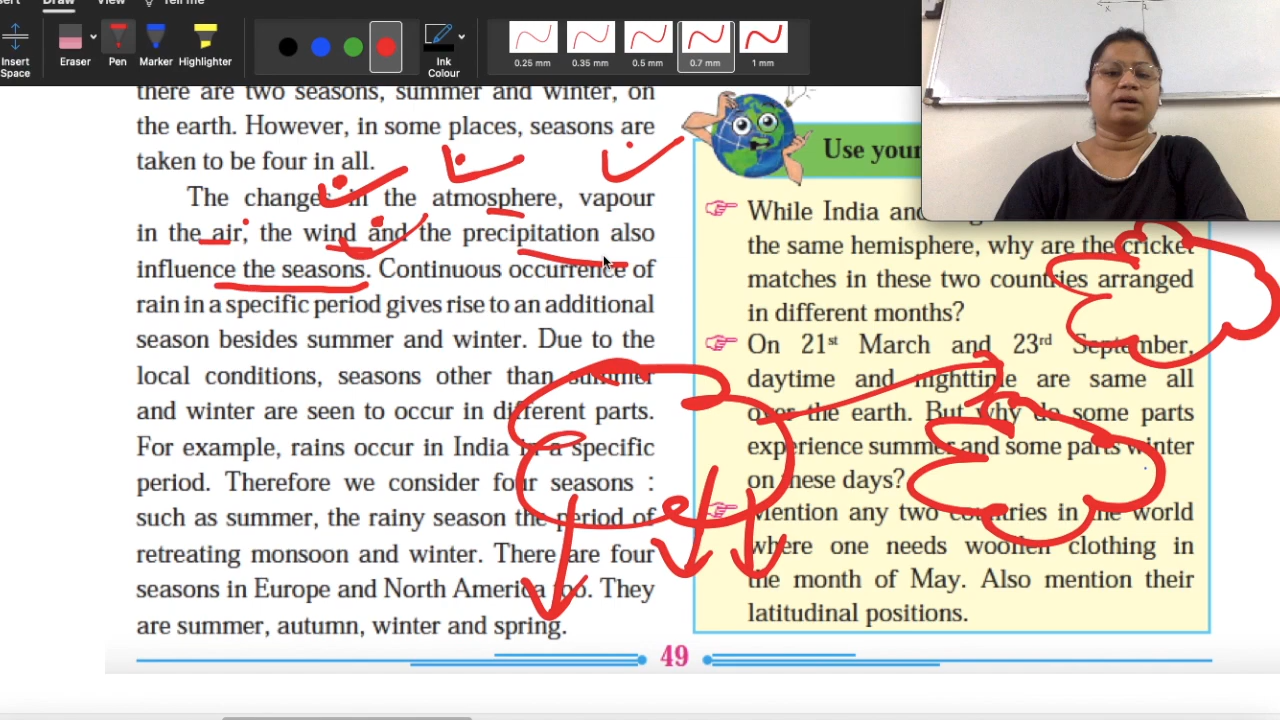 Draw
View
Tell me
Insert
Space
Eraser
Pen
Marker
Highlighter
Ink
Colour
0.25 mm
0.35 mm
0.5 mm
0.7 mm
1 mm
there are two seasons, summer and winter, on
the earth. However, in some places, seasons are
taken to be four in all.
The changes in the atmosphere, vapour
in the air, the wind and the precipitation also
influence the seasons. Continuous occurrence of
rain in a specific period gives rise to an additional
season besides summer and winter. Due to the
local conditions, seasons other than summer
and winter are seen to occur in different parts.
For example, rains occur in India in a specific
period. Therefore we consider four seasons :
such as summer, the rainy season the period of
retreating monsoon and winter. There are four
seasons in Europe and North America too. They
are summer, autumn, winter and spring.
Use your
While India and
the same hemisphere, why are the cricket
matches in these two countries arranged
in different months?
On 21st March and 23rd September,
daytime and nighttime are same all
over the earth. But why do some parts
experience summer and some parts winter
on these days?
Mention any two countries in the world
where one needs woollen clothing in
the month of May. Also mention their
latitudinal positions.
49